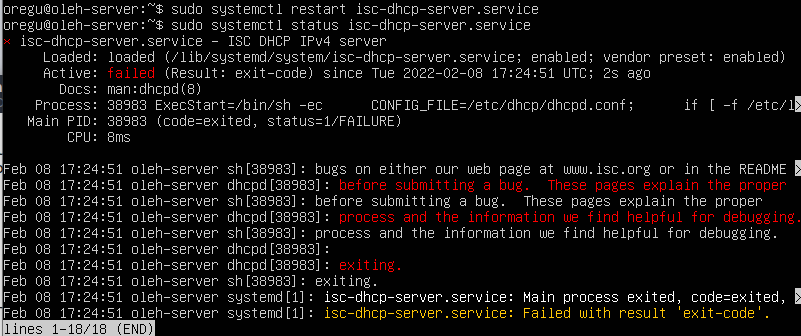 oregu@oleh-server:~$ sudo systemctl restart isc-dhcp-server.service
oregu@oleh-server:~$ sudo systemctl status isc-dhcp-server.service
× isc-dhcp-server.service - ISC DHCP IPv4 server
Loaded: loaded (/lib/systemd/system/isc-dhcp-server.service; enabled; vendor preset: enabled)
Active: failed (Result: exit-code) since Tue 2022-02-08 17:24:51 UTC; 2s ago
Docs: man:dhcpd(8)
Process: 38983 ExecStart=/bin/sh -ec CONFIG_FILE=/etc/dhcp/dhcpd.conf; if [ -f /etc/l>
Main PID: 38983 (code=exited, status=1/FAILURE)
CPU: 8ms
Feb 08 17:24:51 oleh-server sh[38983]: bugs on either our web page at www.isc.org or in the README >
Feb 08 17:24:51 oleh-server dhcpd[38983]: before submitting a bug. These pages explain the proper
Feb 08 17:24:51 oleh-server sh[38983]: before submitting a bug. These pages explain the proper
Feb 08 17:24:51 oleh-server dhcpd[38983]: process and the information we find helpful for debugging.
Feb 08 17:24:51 oleh-server sh[38983]: process and the information we find helpful for debugging.
Feb 08 17:24:51 oleh-server dhcpd[38983]:
Feb 08 17:24:51 oleh-server dhcpd[38983]: exiting.
Feb 08 17:24:51 oleh-server sh[38983]: exiting.
Feb 08 17:24:51 oleh-server systemd[1]: isc-dhcp-server.service: Main process exited, code=exited, >
Feb 08 17:24:51 oleh-server systemd[1]: isc-dhcp-server.service: Failed with result 'exit-code'.
lines 1-18/18 (END)